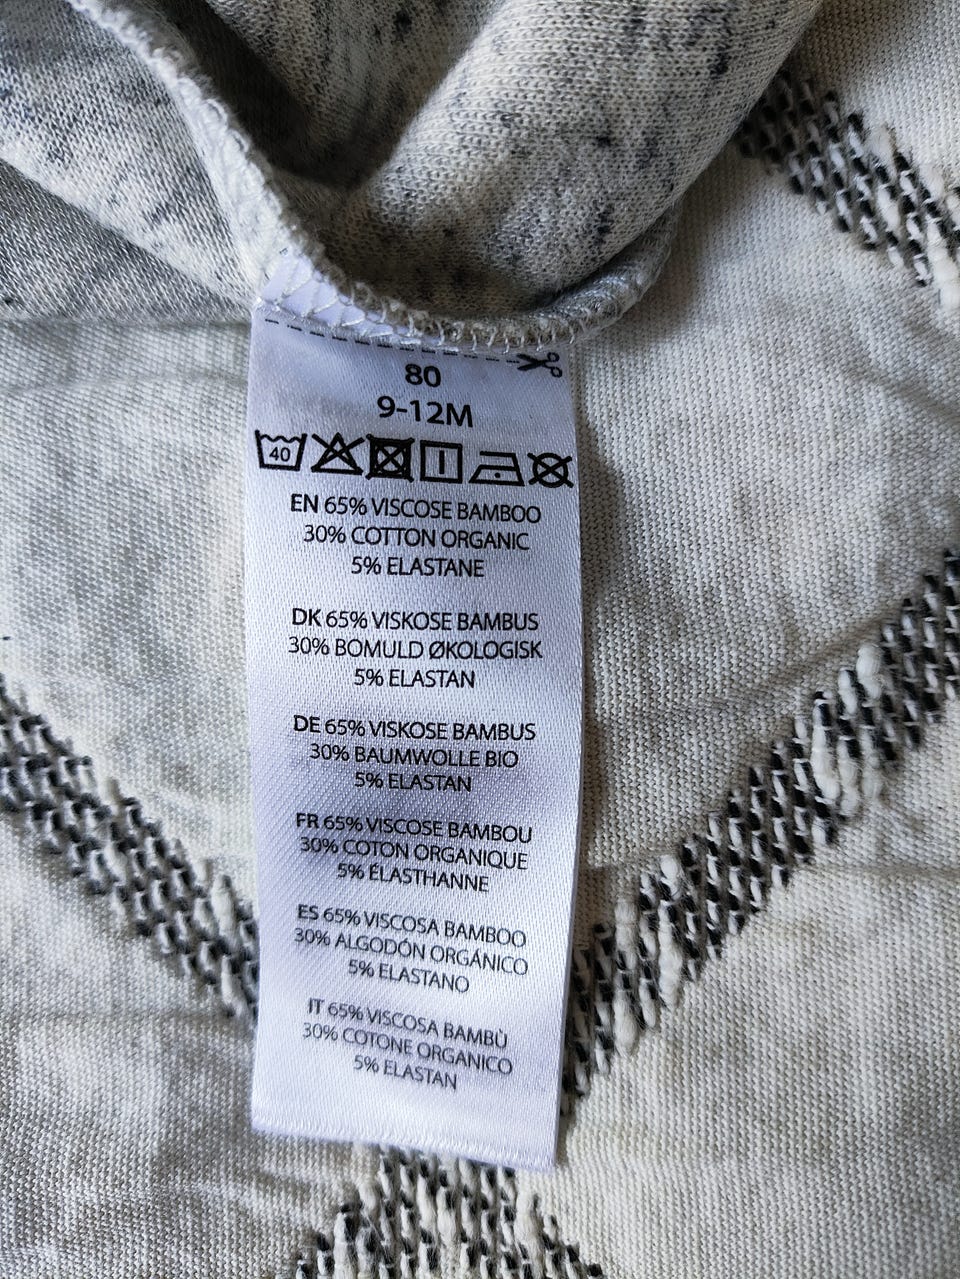 80
9-12M
40
EN 65% VISCOSE BAMBOO
30% COTTON ORGANIC
5% ELASTANE
DK 65% VISKOSE BAMBUS
30% BOMULD ØKOLOGISK
5% ELASTAN
DE 65% VISKOSE BAMBUS
30% BAUMWOLLE BIO
5% ELASTAN
FR 65% VISCOSE BAMBOU
30% COTON ORGANIQUE
5% ÉLASTHANNE
ES 65% VISCOSA BAMBOO
30% ALGODÓN ORGÁNICO
5% ELASTANO
IT 65% VISCOSA BAMBÙ
30% COTONE ORGANICO
5% ELASTAN